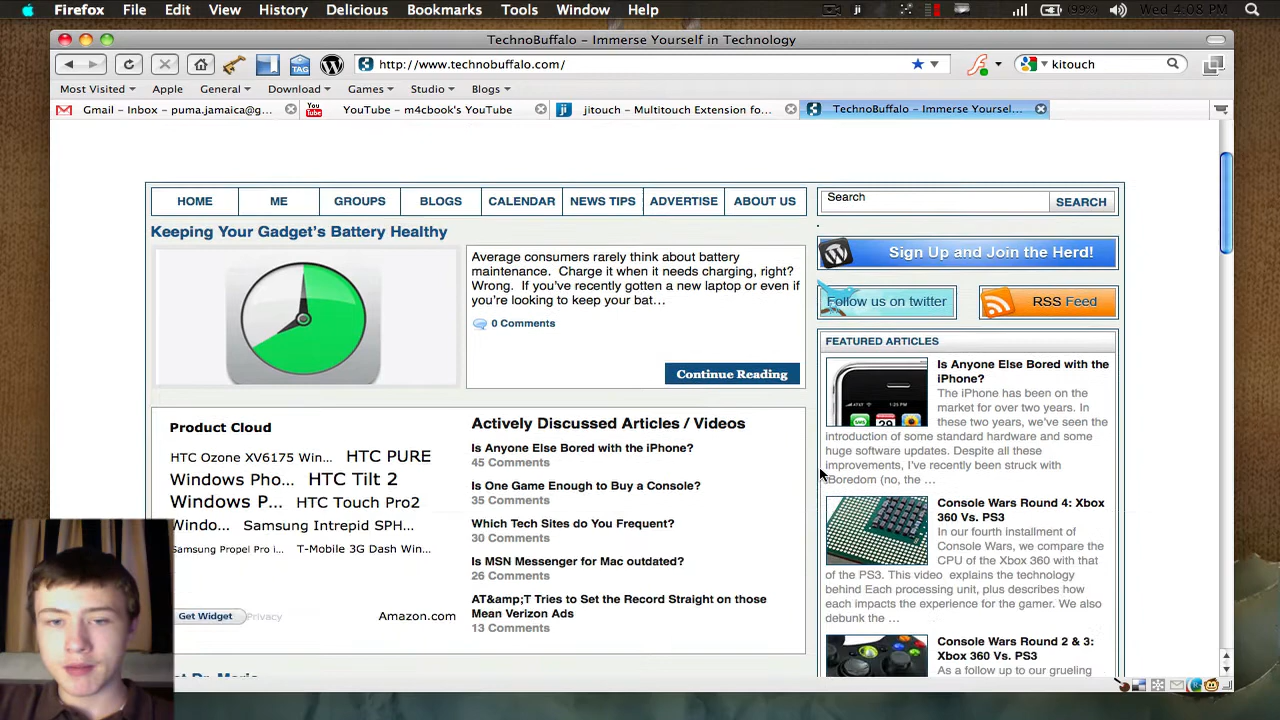 Firefox File Edit View History Delicious Bookmarks Tools Window Help ji (99%) Wed 4:08 PM
TechnoBuffalo – Immerse Yourself in Technology
TAG http://www.technobuffalo.com/ kitouch
Most Visited Apple General Download Games Studio Blogs
Gmail – Inbox – puma.jamaica@g... You Tube YouTube – m4cbook's YouTube ji jitouch – Multitouch Extension fo... TechnoBuffalo – Immerse Yoursel...
HOME ME GROUPS BLOGS CALENDAR NEWS TIPS ADVERTISE ABOUT US
Search SEARCH
Keeping Your Gadget's Battery Healthy
Average consumers rarely think about battery
maintenance. Charge it when it needs charging, right?
Wrong. If you've recently gotten a new laptop or even if
you're looking to keep your bat...
0 Comments
Continue Reading
Sign Up and Join the Herd!
Follow us on twitter RSS Feed
FEATURED ARTICLES
Is Anyone Else Bored with the
iPhone?
The iPhone has been on the
market for over two years. In
these two years, we've seen the
introduction of some standard hardware and some
huge software updates. Despite all these
improvements, I've recently been struck with
Boredom (no, the ...
Console Wars Round 4: Xbox
360 Vs. PS3
In our fourth installment of
Console Wars, we compare the
CPU of the Xbox 360 with that
of the PS3. This video explains the technology
behind Each processing unit, plus describes how
each impacts the experience for the gamer. We also
debunk the ...
Console Wars Round 2 & 3:
Xbox 360 Vs. PS3
As a follow up to our grueling
Product Cloud
HTC Ozone XV6175 Win... HTC PURE
Windows Pho... HTC Tilt 2
Windows P... HTC Touch Pro2
Windo... Samsung Intrepid SPH...
Samsung Propel Pro i... T-Mobile 3G Dash Win...
Get Widget Privacy Amazon.com
Actively Discussed Articles / Videos
Is Anyone Else Bored with the iPhone?
45 Comments
Is One Game Enough to Buy a Console?
35 Comments
Which Tech Sites do You Frequent?
30 Comments
Is MSN Messenger for Mac outdated?
26 Comments
AT&amp;T Tries to Set the Record Straight on those
Mean Verizon Ads
13 Comments